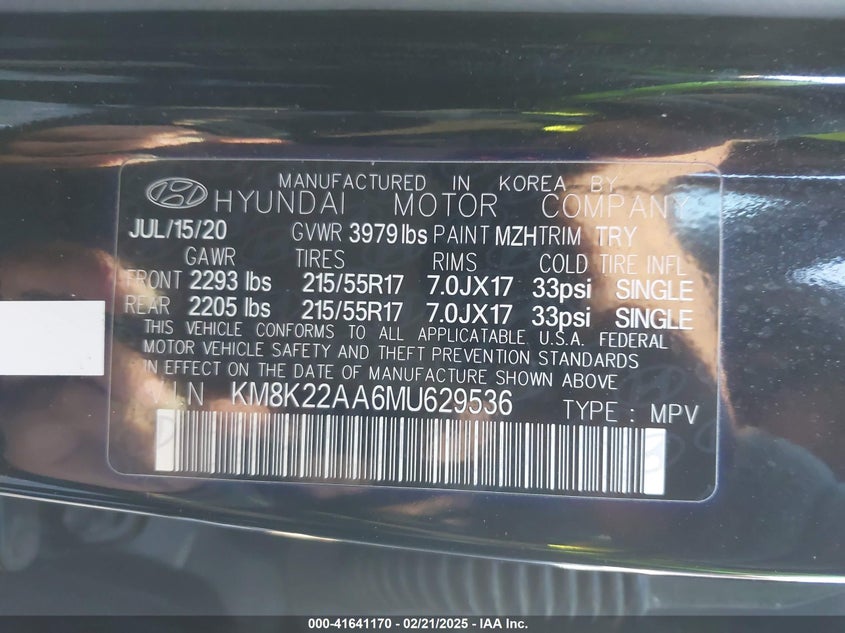 MANUFACTURED IN KOREA BY
HYUNDAI MOTOR COMPANY
JUL/15/20 GVWR 3979 lbs PAINT MZH TRIM TRY
GAWR TIRES RIMS COLD TIRE INFL
FRONT 2293 lbs 215/55R17 7.0JX17 33psi SINGLE
REAR 2205 lbs 215/55R17 7.0JX17 33psi SINGLE
THIS VEHICLE CONFORMS TO ALL APPLICATABLE U.S.A. FEDERAL
MOTOR VEHICLE SAFETY AND THEFT PREVENTION STANDARDS
IN EFFECT ON THE DATE OF MANUFACTURE SHOWN ABOVE
V I N KM8K22AA6MU629536 TYPE : MPV
000-41641170 - 02/21/2025 - IAA Inc.